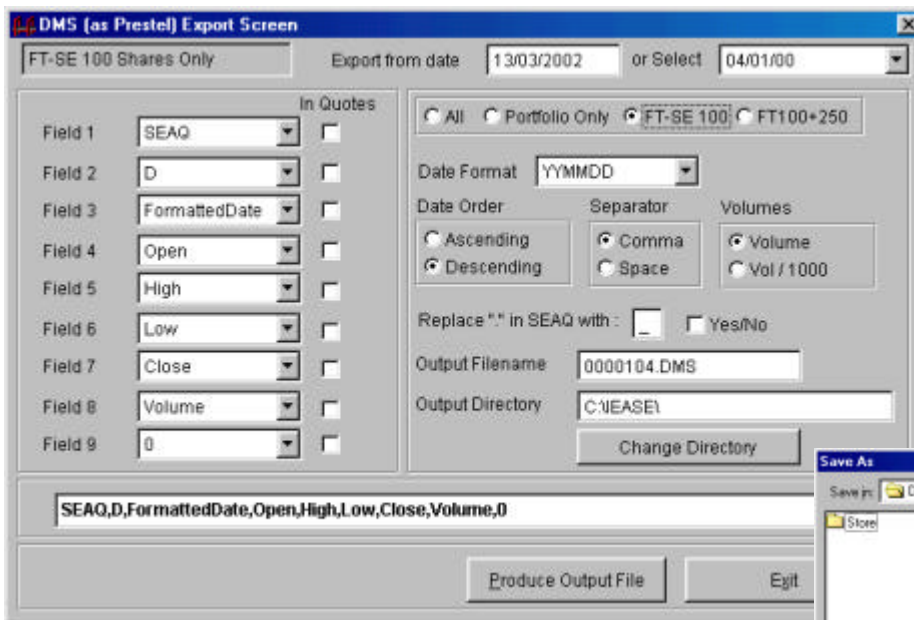 DMS (as Prestel) Export Screen
FT-SE 100 Shares Only
Export from date 13/03/2002 or Select 04/01/00
In Quotes
Field 1 SEAQ
Field 2 D
Field 3 FormattedDate
Field 4 Open
Field 5 High
Field 6 Low
Field 7 Close
Field 8 Volume
Field 9 0
All Portfolio Only FT-SE 100 FT100+250
Date Format YYMMDD
Date Order Separator Volumes
Ascending Comma Volume
Descending Space Vol / 1000
Replace "." in SEAQ with : _ Yes/No
Output Filename 0000104.DMS
Output Directory C:\IEASE\
Change Directory
SEAQ,D,FormattedDate,Open,High,Low,Close,Volume,0
Produce Output File Exit
Save As
Save in:
Store